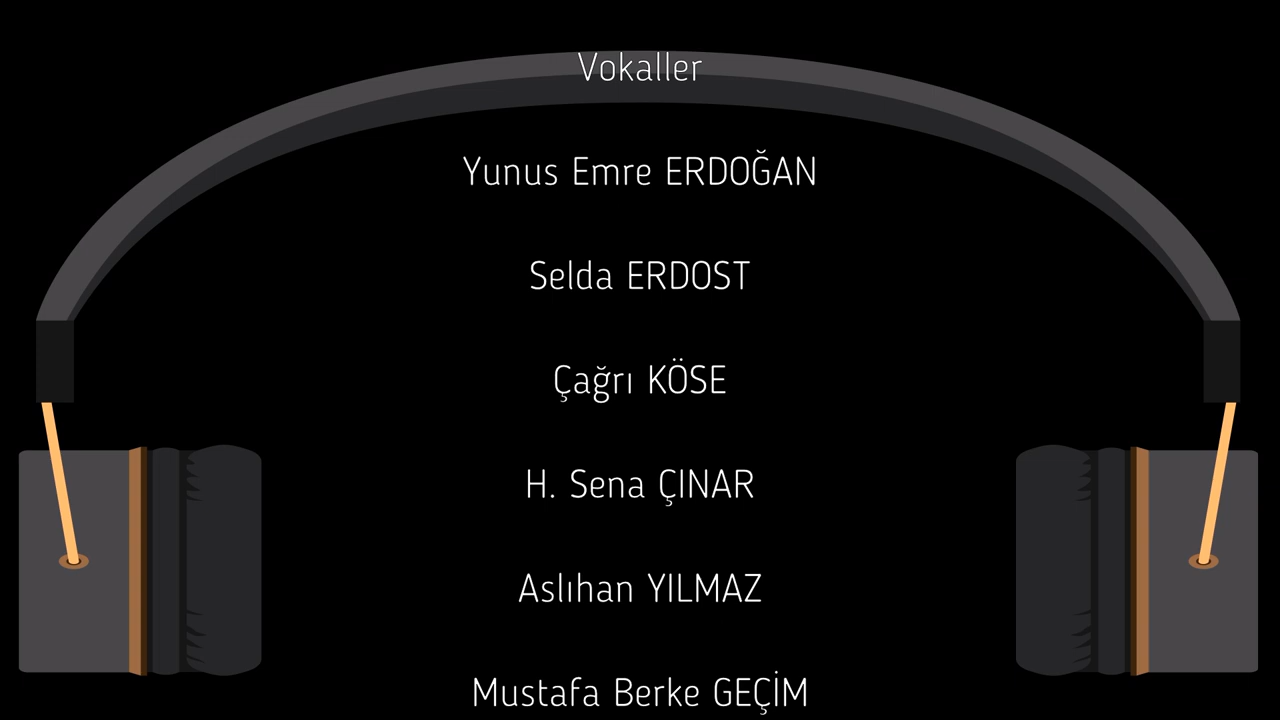 Vokaller
Yunus Emre ERDOĞAN
Selda ERDOST
Çağrı KÖSE
H. Sena ÇINAR
Aslıhan YILMAZ
Mustafa Berke GEÇİM